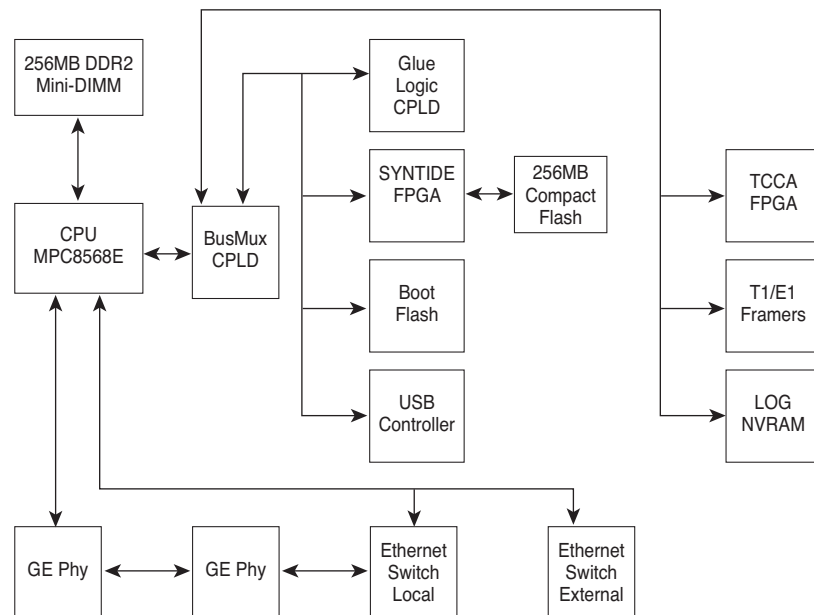 256MB DDR2
Mini-DIMM
Glue
Logic
CPLD
SYNTIDE
FPGA
256MB
Compact
Flash
TCCA
FPGA
CPU
MPC8568E
BusMux
CPLD
Boot
Flash
T1/E1
Framers
USB
Controller
LOG
NVRAM
GE Phy
GE Phy
Ethernet
Switch
Local
Ethernet
Switch
External